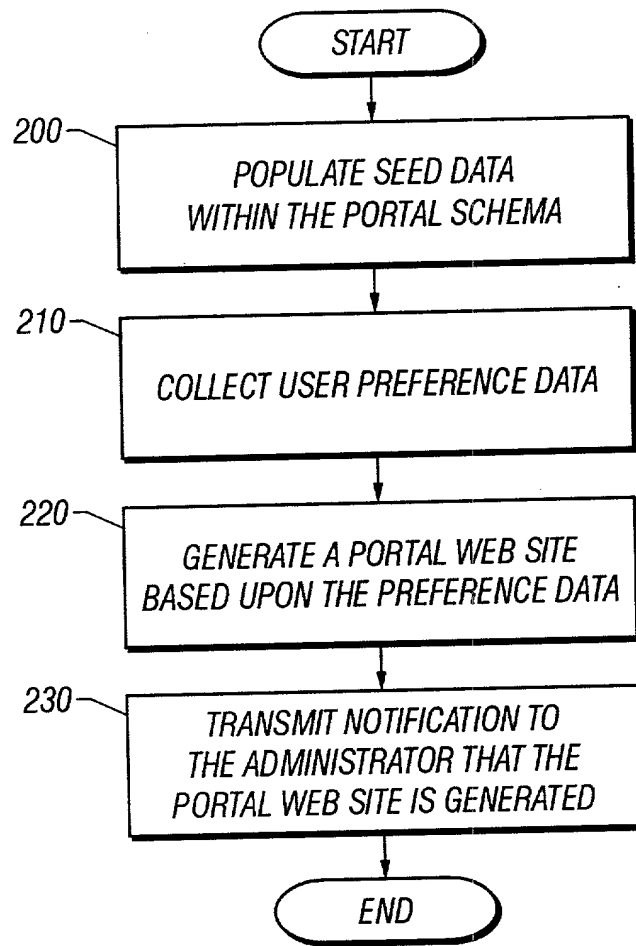 START
200
POPULATE SEED DATA
WITHIN THE PORTAL SCHEMA
210
COLLECT USER PREFERENCE DATA
220
GENERATE A PORTAL WEB SITE
BASED UPON THE PREFERENCE DATA
230
TRANSMIT NOTIFICATION TO
THE ADMINISTRATOR THAT THE
PORTAL WEB SITE IS GENERATED
END